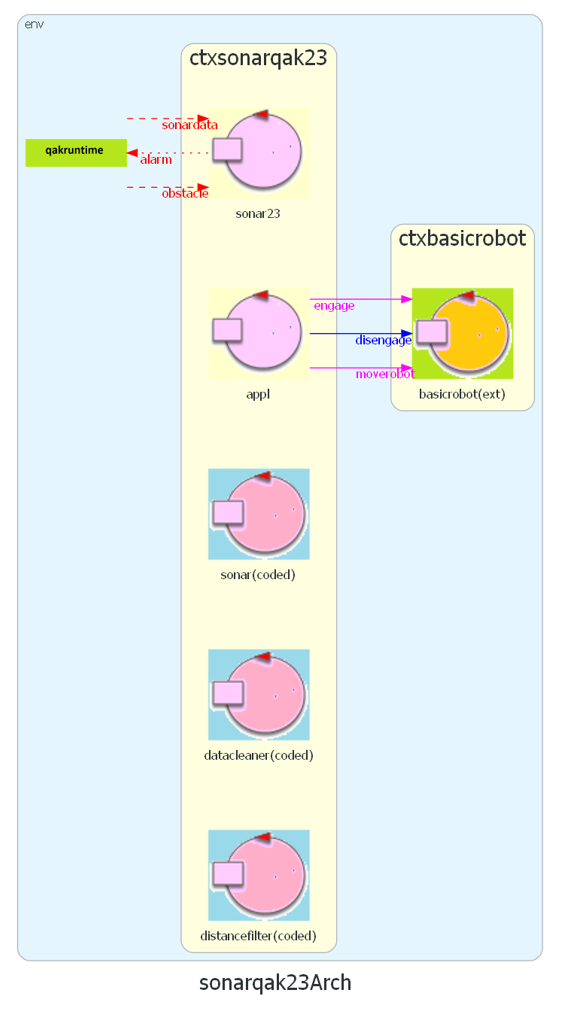 env
ctxsonarqak23
sonardata
qakruntime
alarm
obstacle
sonar23
ctxbasicrobot
engage
disengage
moverobot
appl
basicrobot(ext)
sonar(coded)
datacleaner(coded)
distancefilter(coded)
sonarqak23Arch